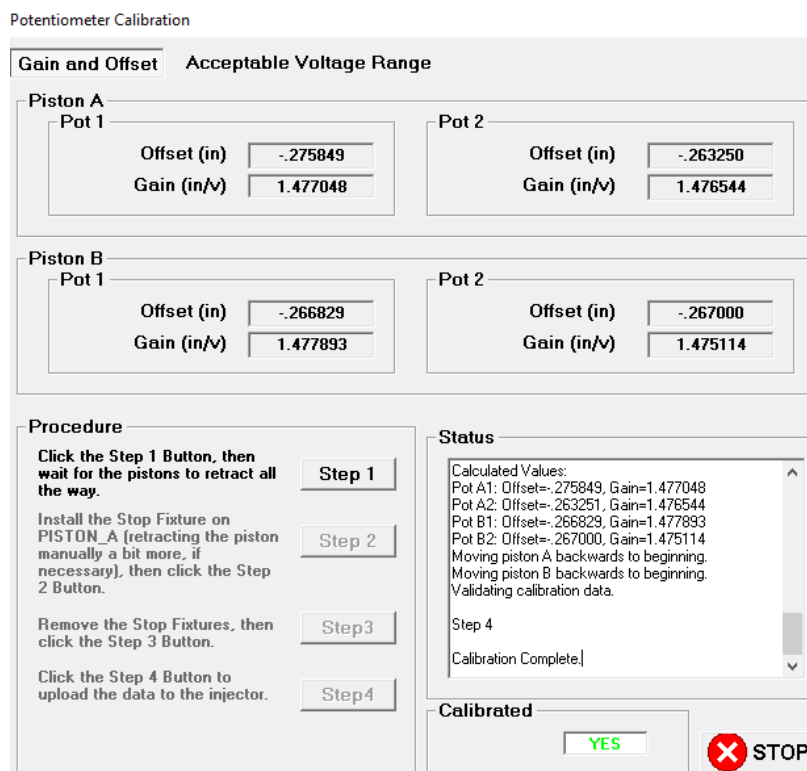 Potentiometer Calibration
Gain and Offset Acceptable Voltage Range
Piston A
Pot 1
Offset (in) -.275849
Gain (in/v) 1.477048
Pot 2
Offset (in) -.263250
Gain (in/v) 1.476544
Piston B
Pot 1
Offset (in) -.266829
Gain (in/v) 1.477893
Pot 2
Offset (in) -.267000
Gain (in/v) 1.475114
Procedure
Click the Step 1 Button, then
wait for the pistons to retract all
the way.
Step 1
Install the Stop Fixture on
PISTON_A (retracting the piston
manually a bit more, if
necessary), then click the Step
2 Button.
Step 2
Remove the Stop Fixtures, then
click the Step 3 Button.
Step3
Click the Step 4 Button to
upload the data to the injector.
Step4
Status
Calculated Values:
Pot A1: Offset=-.275849, Gain=1.477048
Pot A2: Offset=-.263251, Gain=1.476544
Pot B1: Offset=-.266829, Gain=1.477893
Pot B2: Offset=-.267000, Gain=1.475114
Moving piston A backwards to beginning.
Moving piston B backwards to beginning.
Validating calibration data.
Step 4
Calibration Complete.
Calibrated
YES
STOP